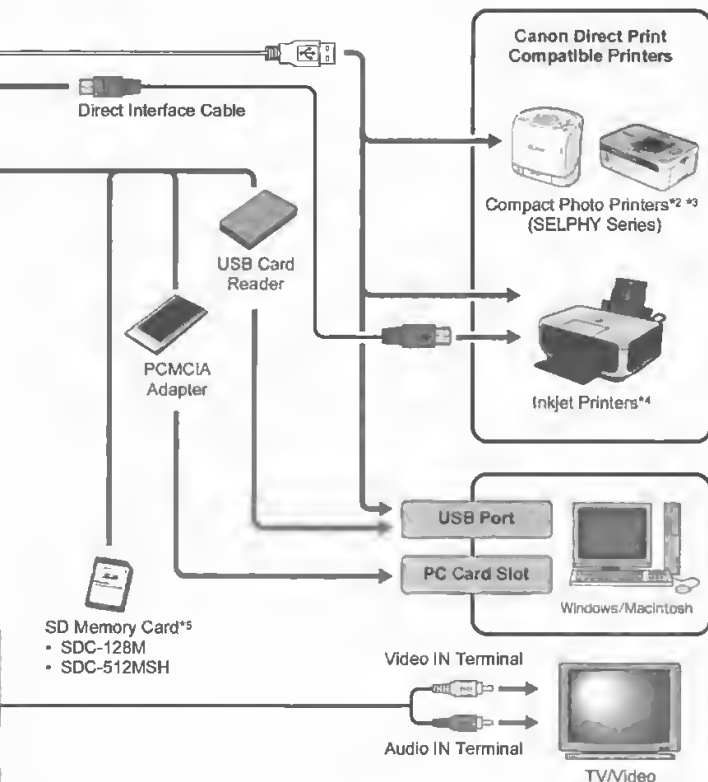 Canon Direct Print
Compatible Printers
Direct Interface Cable
Compact Photo Printers*2 *3
(SELPHY Series)
USB Card
Reader
PCMCIA
Adapter
Inkjet Printers*4
USB Port
PC Card Slot
Windows/Macintosh
SD Memory Card*5
• SDC-128M
• SDC-512MSH
Video IN Terminal
Audio IN Terminal
TV/Video